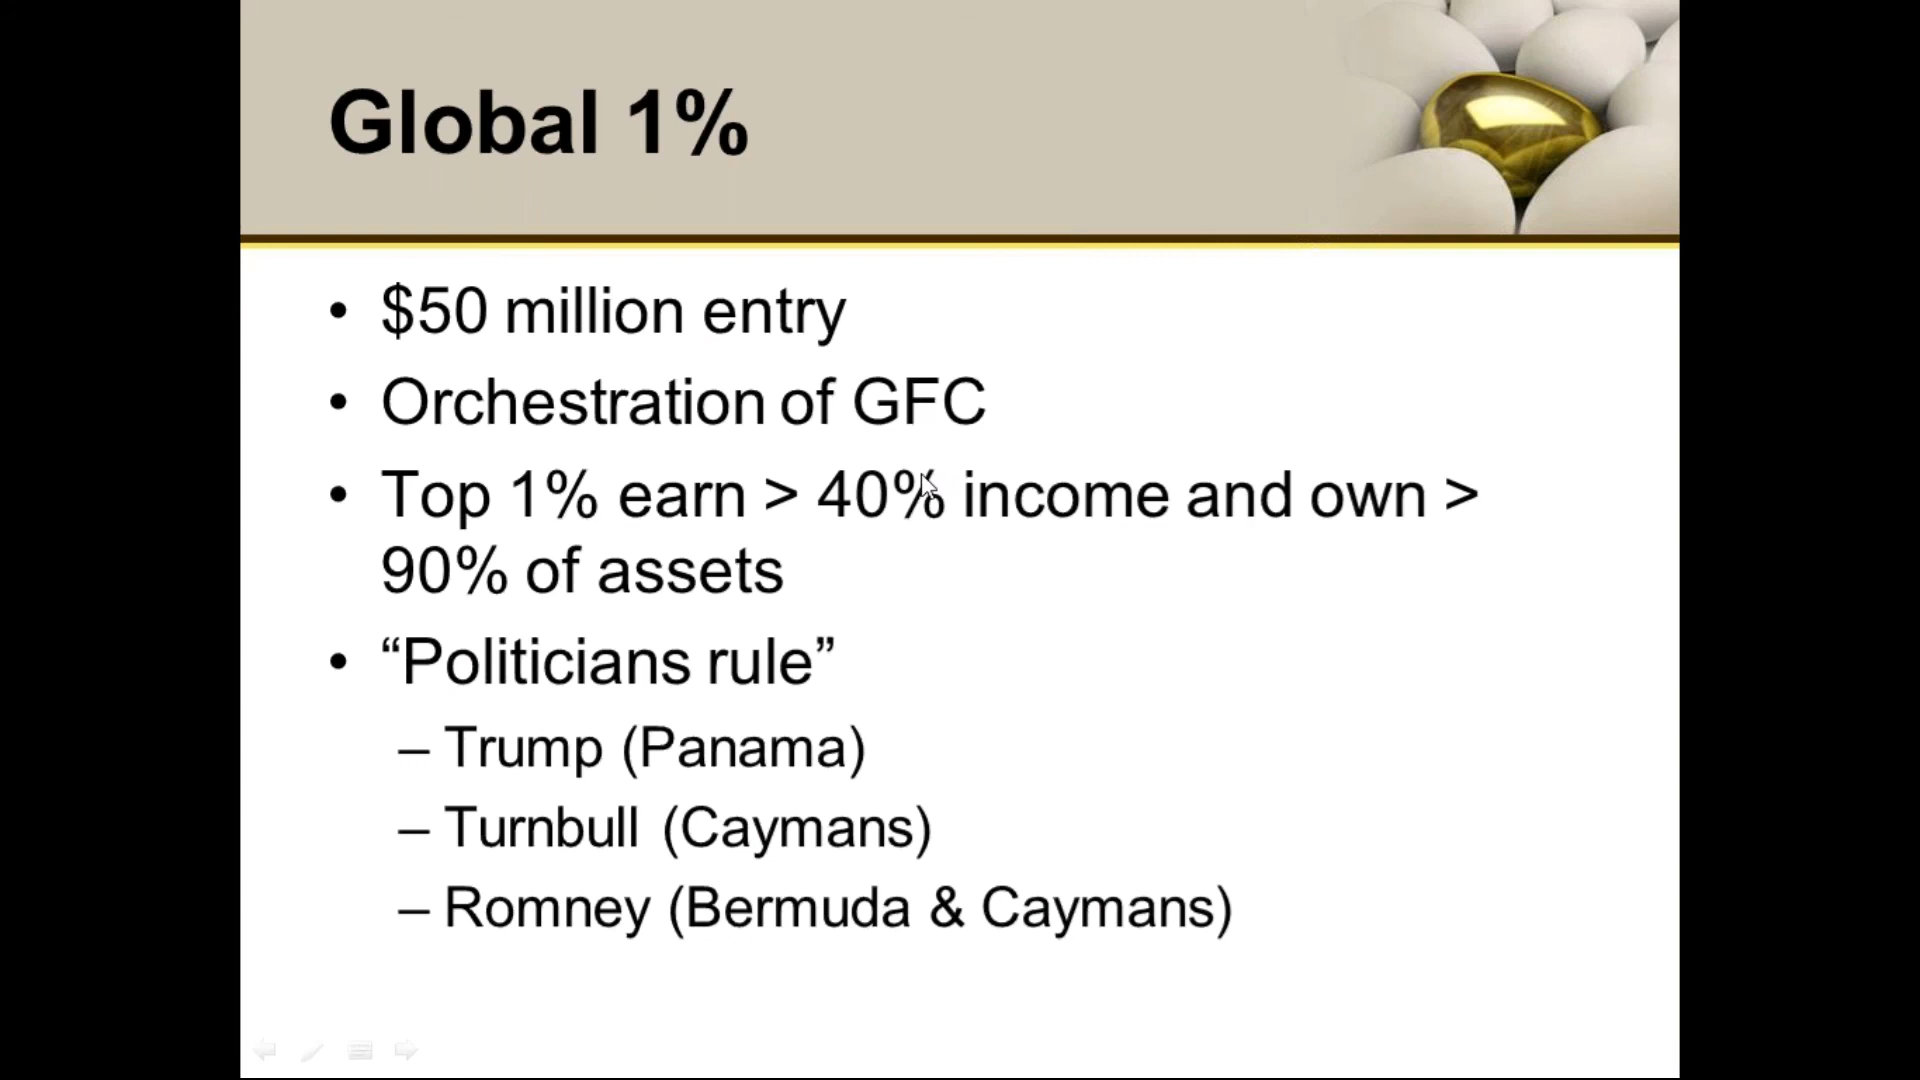 Global 1%
• $50 million entry
• Orchestration of GFC
• Top 1% earn > 40% income and own >
90% of assets
• “Politicians rule”
– Trump (Panama)
– Turnbull (Caymans)
– Romney (Bermuda & Caymans)